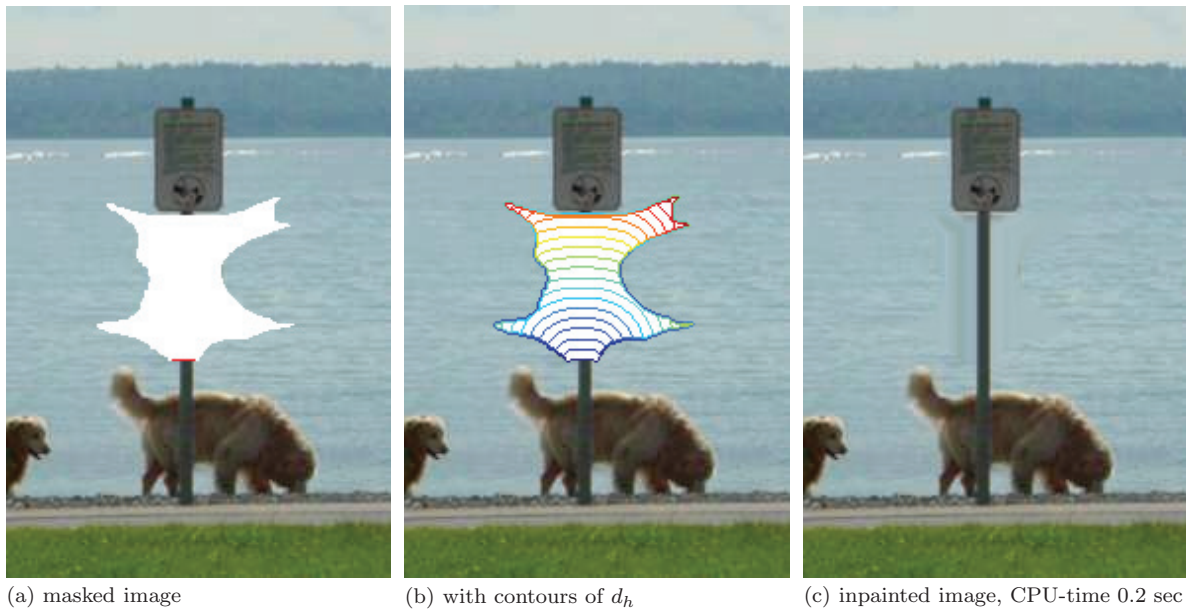 (a) masked image
(b) with contours of d_h
(c) inpainted image, CPU-time 0.2 sec